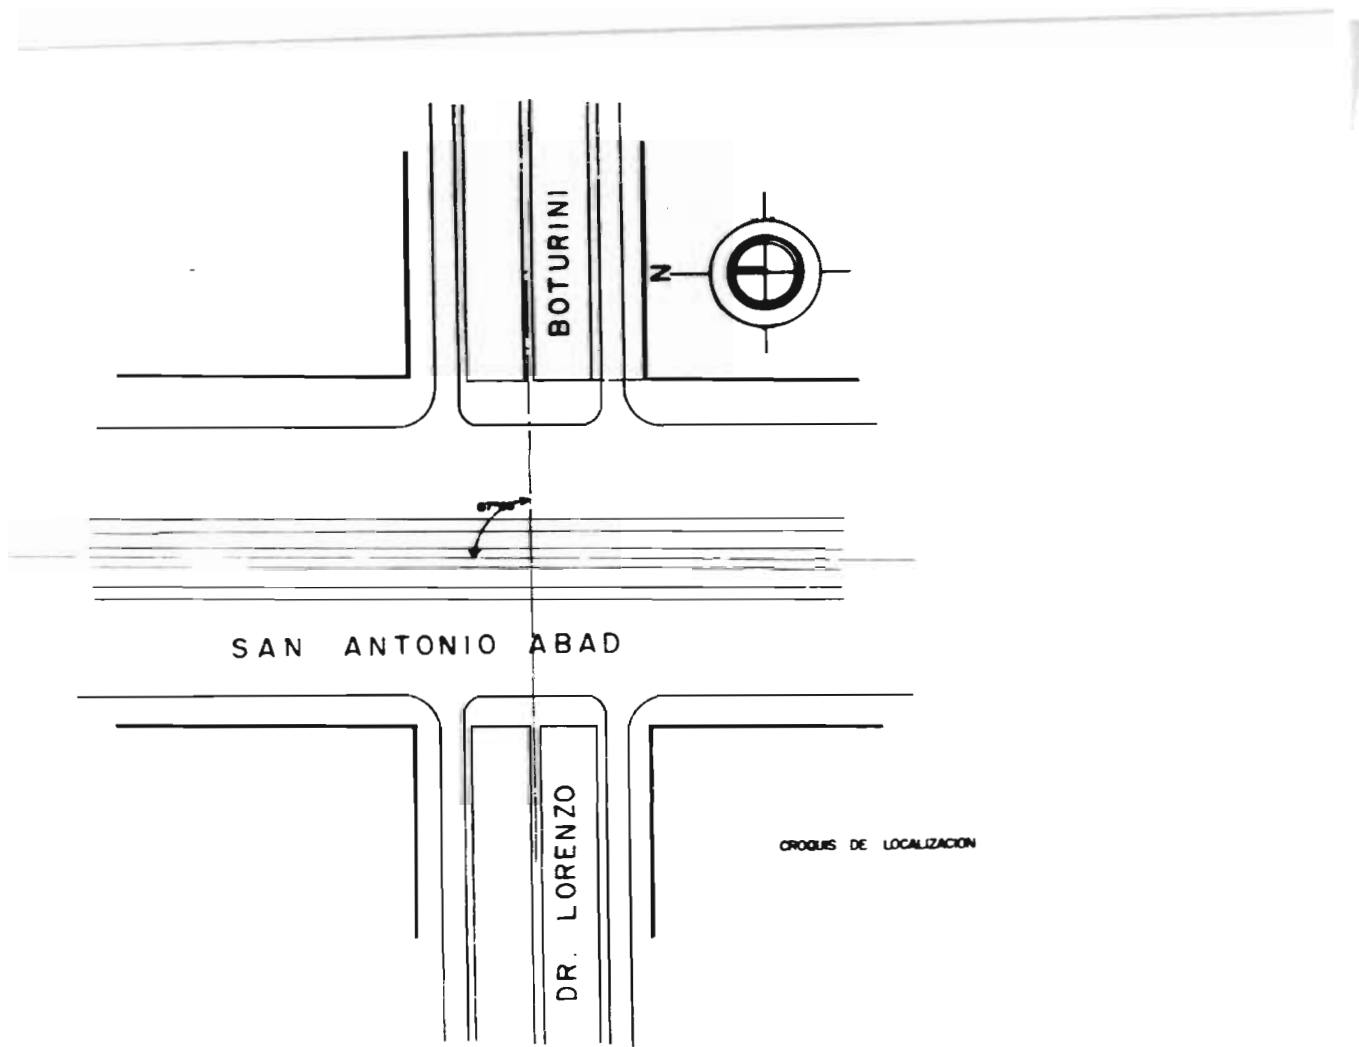 BOTURINI
N
SAN ANTONIO ABAD
DR. LORENZO
CROQUIS DE LOCALIZACION